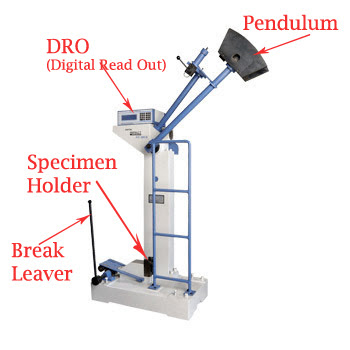 Pendulum
DRO
(Digital Read Out)
Specimen
Holder
Break
Leaver